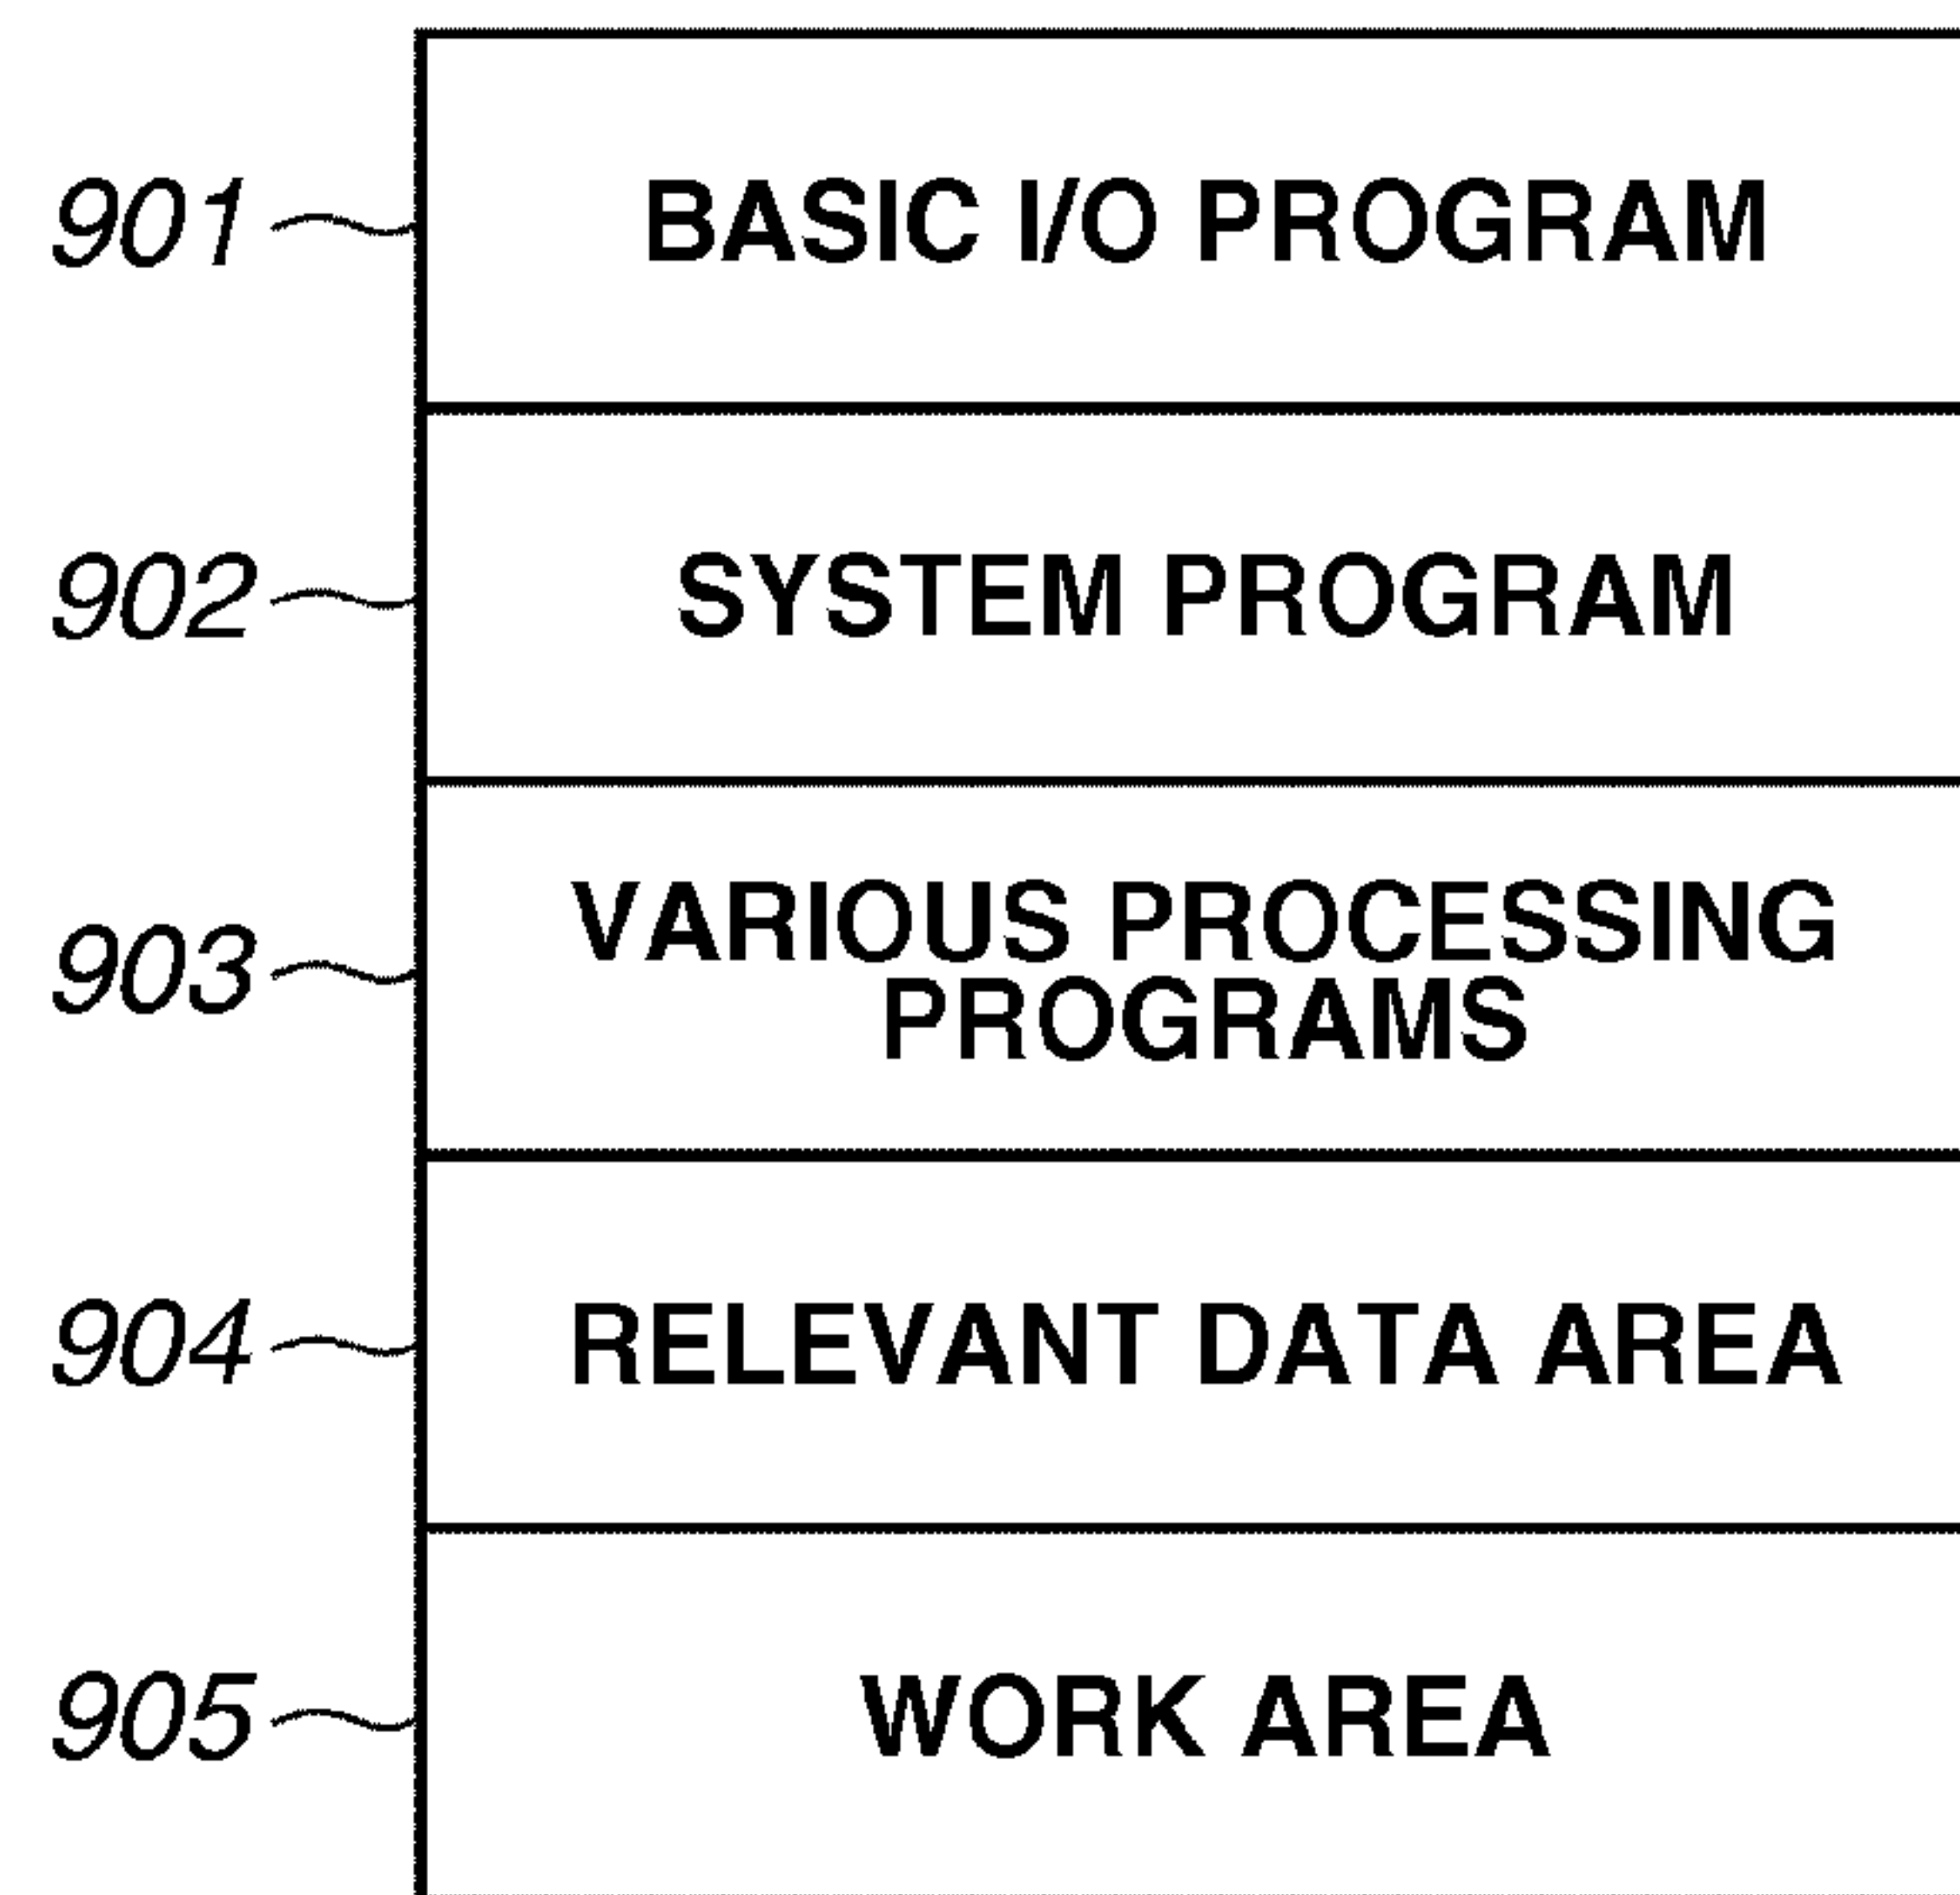 901 BASIC I/O PROGRAM
902 SYSTEM PROGRAM
VARIOUS PROCESSING
903
PROGRAMS
904 RELEVANT DATA AREA
905 WORK AREA